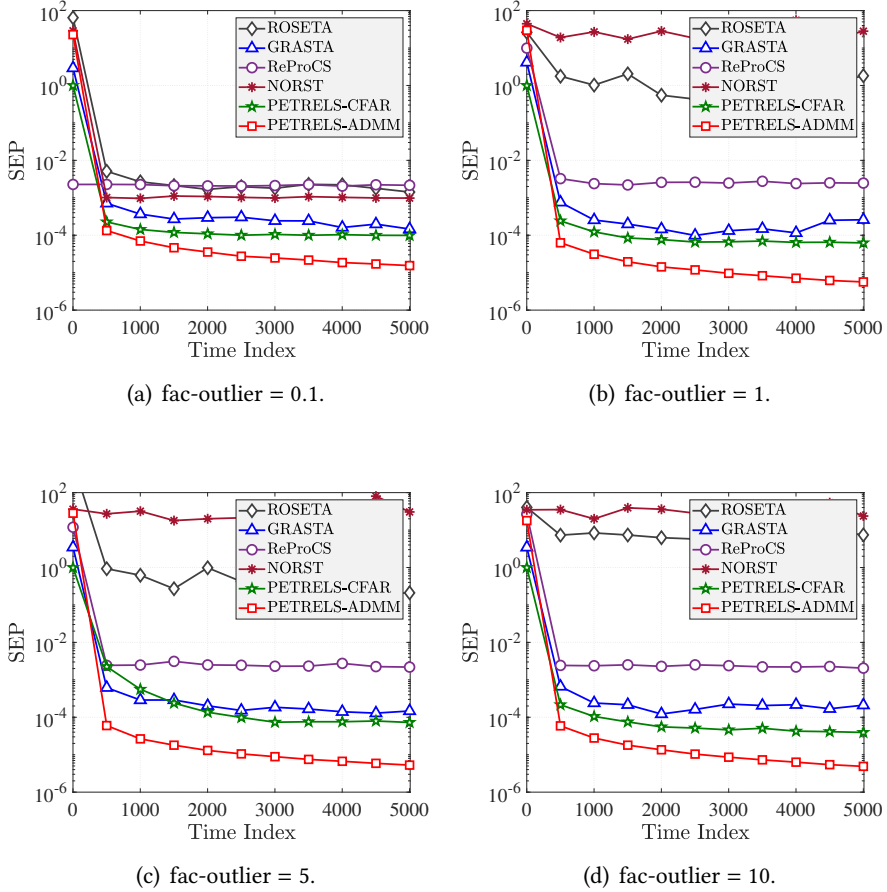 10^2
10^0
10^-2
10^-4
10^-6
SEP
ROSETA
GRASTA
ReProCS
NORST
PETRELS-CFAR
PETRELS-ADMM
0 1000 2000 3000 4000 5000
Time Index
(a) fac-outlier = 0.1.
10^2
10^0
10^-2
10^-4
10^-6
SEP
ROSETA
GRASTA
ReProCS
NORST
PETRELS-CFAR
PETRELS-ADMM
0 1000 2000 3000 4000 5000
Time Index
(b) fac-outlier = 1.
10^2
10^0
10^-2
10^-4
10^-6
SEP
ROSETA
GRASTA
ReProCS
NORST
PETRELS-CFAR
PETRELS-ADMM
0 1000 2000 3000 4000 5000
Time Index
(c) fac-outlier = 5.
10^2
10^0
10^-2
10^-4
10^-6
SEP
ROSETA
GRASTA
ReProCS
NORST
PETRELS-CFAR
PETRELS-ADMM
0 1000 2000 3000 4000 5000
Time Index
(d) fac-outlier = 10.